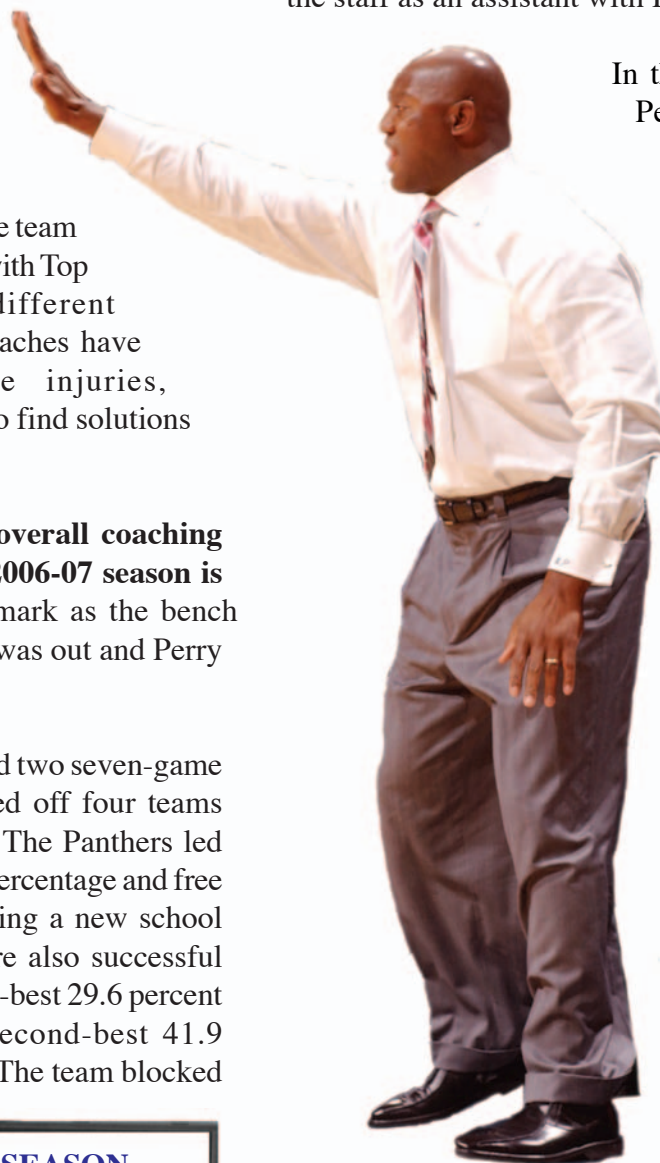 the staff as an assistant with
In
Pe
e team
with Top
different
aches have
e injuries,
o find solutions
overall coaching
2006-07 season is
mark as the bench
was out and Perry
d two seven-game
ed off four teams
The Panthers led
ercentage and free
ing a new school
re also successful
-best 29.6 percent
econd-best 41.9
The team blocked
SEASON